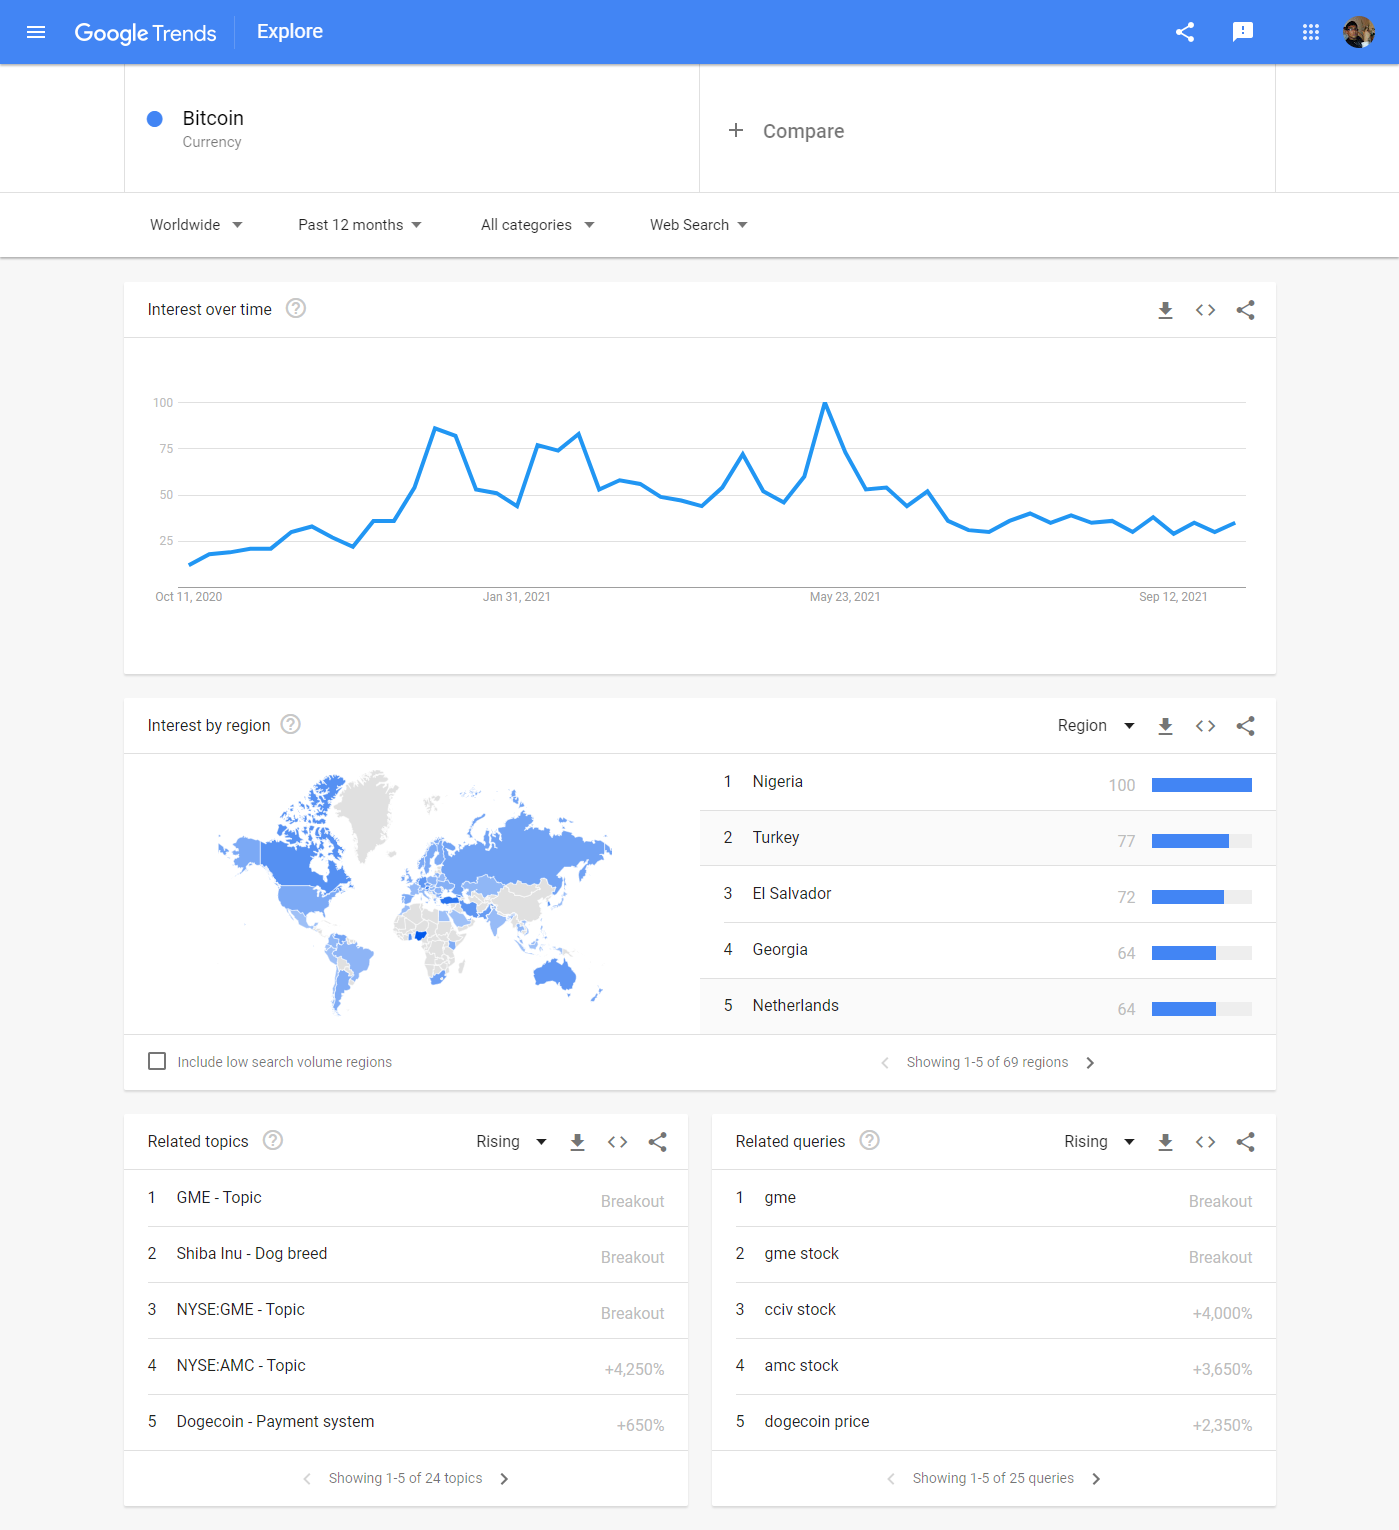 Google Trends
Explore
Bitcoin
Currency
Compare
Worldwide
Past 12 months
All categories
Web Search
Interest over time
100
75
50
25
Oct 11, 2020
Jan 31, 2021
May 23, 2021
Sep 12, 2021
Interest by region
Region
1 Nigeria 100
2 Turkey 77
3 El Salvador 72
4 Georgia 64
5 Netherlands 64
Include low search volume regions
Showing 1-5 of 69 regions
Related topics
Rising
1 GME - Topic Breakout
2 Shiba Inu - Dog breed Breakout
3 NYSE:GME - Topic Breakout
4 NYSE:AMC - Topic +4,250%
5 Dogecoin - Payment system +650%
Showing 1-5 of 24 topics
Related queries
Rising
1 gme Breakout
2 gme stock Breakout
3 cciv stock +4,000%
4 amc stock +3,650%
5 dogecoin price +2,350%
Showing 1-5 of 25 queries